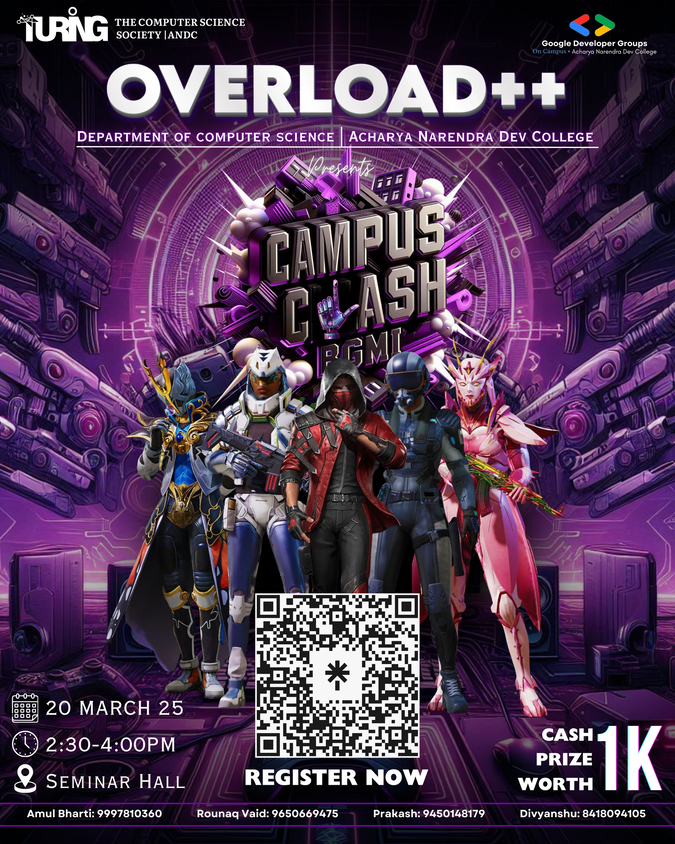 TURING
THE COMPUTER SCIENCE
SOCIETY | ANDC
Google Developer Groups
On Campus • Acharya Narendra Dev College
OVERLOAD++
DEPARTMENT OF COMPUTER SCIENCE | ACHARYA NARENDRA DEV COLLEGE
Presents
CAMPUS
CLASH
BGMI
20 MARCH 25
2:30-4:00PM
SEMINAR HALL
REGISTER NOW
CASH
PRIZE
WORTH
1K
Amul Bharti: 9997810360
Rounaq Vaid: 9650669475
Prakash: 9450148179
Divyanshu: 8418094105